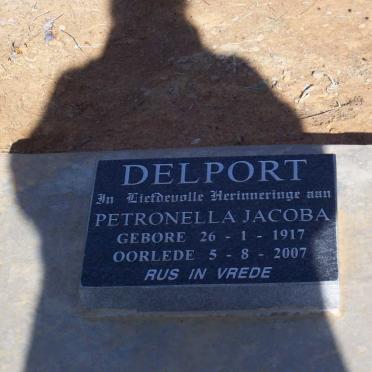 DELPORT
In Liefdevolle Herinneringe aan
PETRONELLA JACOBA
GEBORE 26 - 1 - 1917
OORLEDE 5 - 8 - 2007
RUS IN VREDE